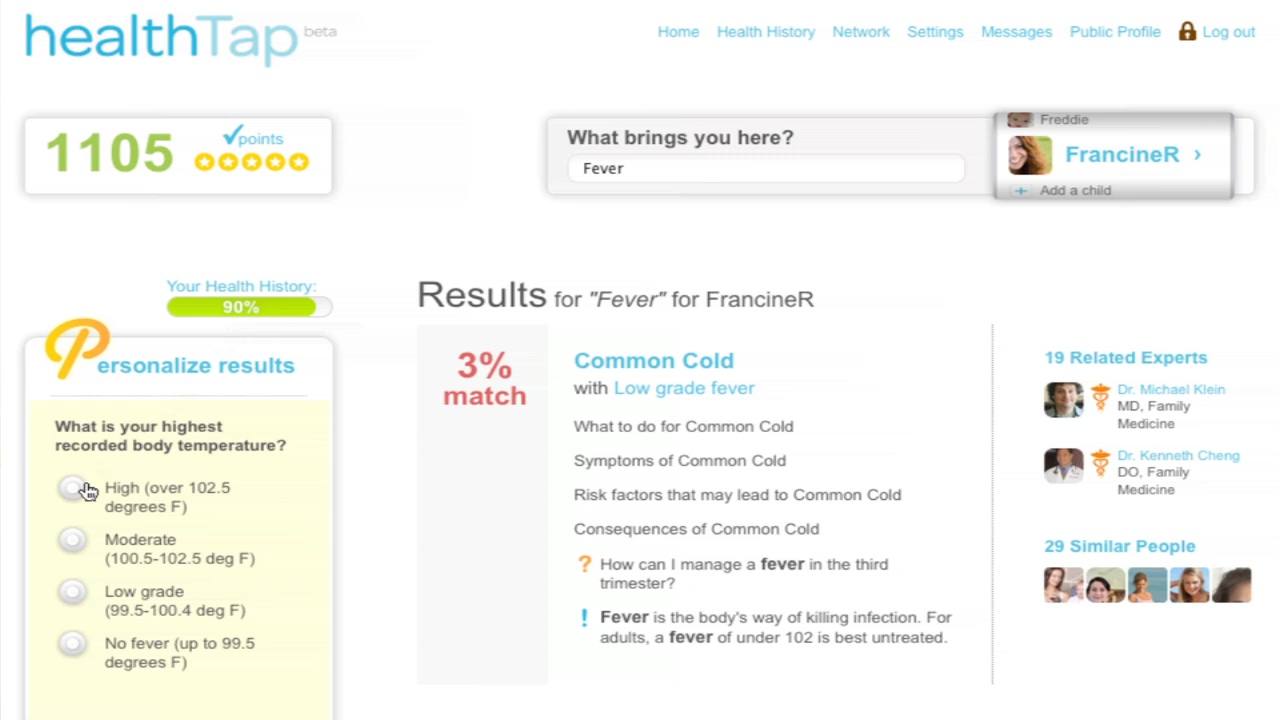 healthTap beta
Home Health History Network Settings Messages Public Profile Log out
1105 points
What brings you here?
Fever
Freddie
FrancineR ›
+ Add a child
Your Health History:
90%
Personalize results
What is your highest
recorded body temperature?
High (over 102.5
degrees F)
Moderate
(100.5-102.5 deg F)
Low grade
(99.5-100.4 deg F)
No fever (up to 99.5
degrees F)
Results for "Fever" for FrancineR
3%
match
Common Cold
with Low grade fever
What to do for Common Cold
Symptoms of Common Cold
Risk factors that may lead to Common Cold
Consequences of Common Cold
? How can I manage a fever in the third
trimester?
! Fever is the body's way of killing infection. For
adults, a fever of under 102 is best untreated.
19 Related Experts
Dr. Michael Klein
MD, Family
Medicine
Dr. Kenneth Cheng
DO, Family
Medicine
29 Similar People